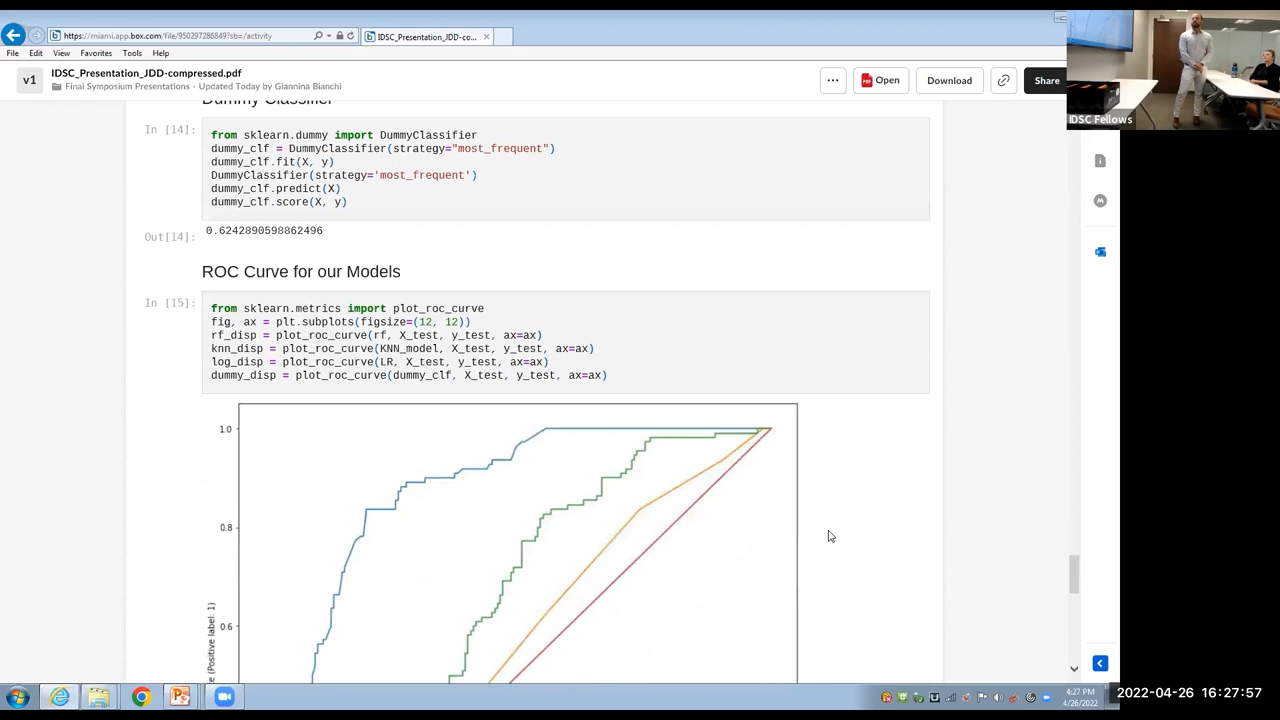 https://miami.app.box.com/file/950297286849?sb=/activity
IDSC_Presentation_JDD-co...
File Edit View Favorites Tools Help
v1
IDSC_Presentation_JDD-compressed.pdf
Final Symposium Presentations · Updated Today by Giannina Bianchi
Open
Download
Share
IDSC Fellows
Dummy Classifier
In [14]:
from sklearn.dummy import DummyClassifier
dummy_clf = DummyClassifier(strategy="most_frequent")
dummy_clf.fit(X, y)
DummyClassifier(strategy='most_frequent')
dummy_clf.predict(X)
dummy_clf.score(X, y)
Out[14]:
0.6242890598862496
ROC Curve for our Models
In [15]:
from sklearn.metrics import plot_roc_curve
fig, ax = plt.subplots(figsize=(12, 12))
rf_disp = plot_roc_curve(rf, X_test, y_test, ax=ax)
knn_disp = plot_roc_curve(KNN_model, X_test, y_test, ax=ax)
log_disp = plot_roc_curve(LR, X_test, y_test, ax=ax)
dummy_disp = plot_roc_curve(dummy_clf, X_test, y_test, ax=ax)
1.0
0.8
0.6
(Positive label: 1)
4:27 PM
4/26/2022
2022-04-26 16:27:57